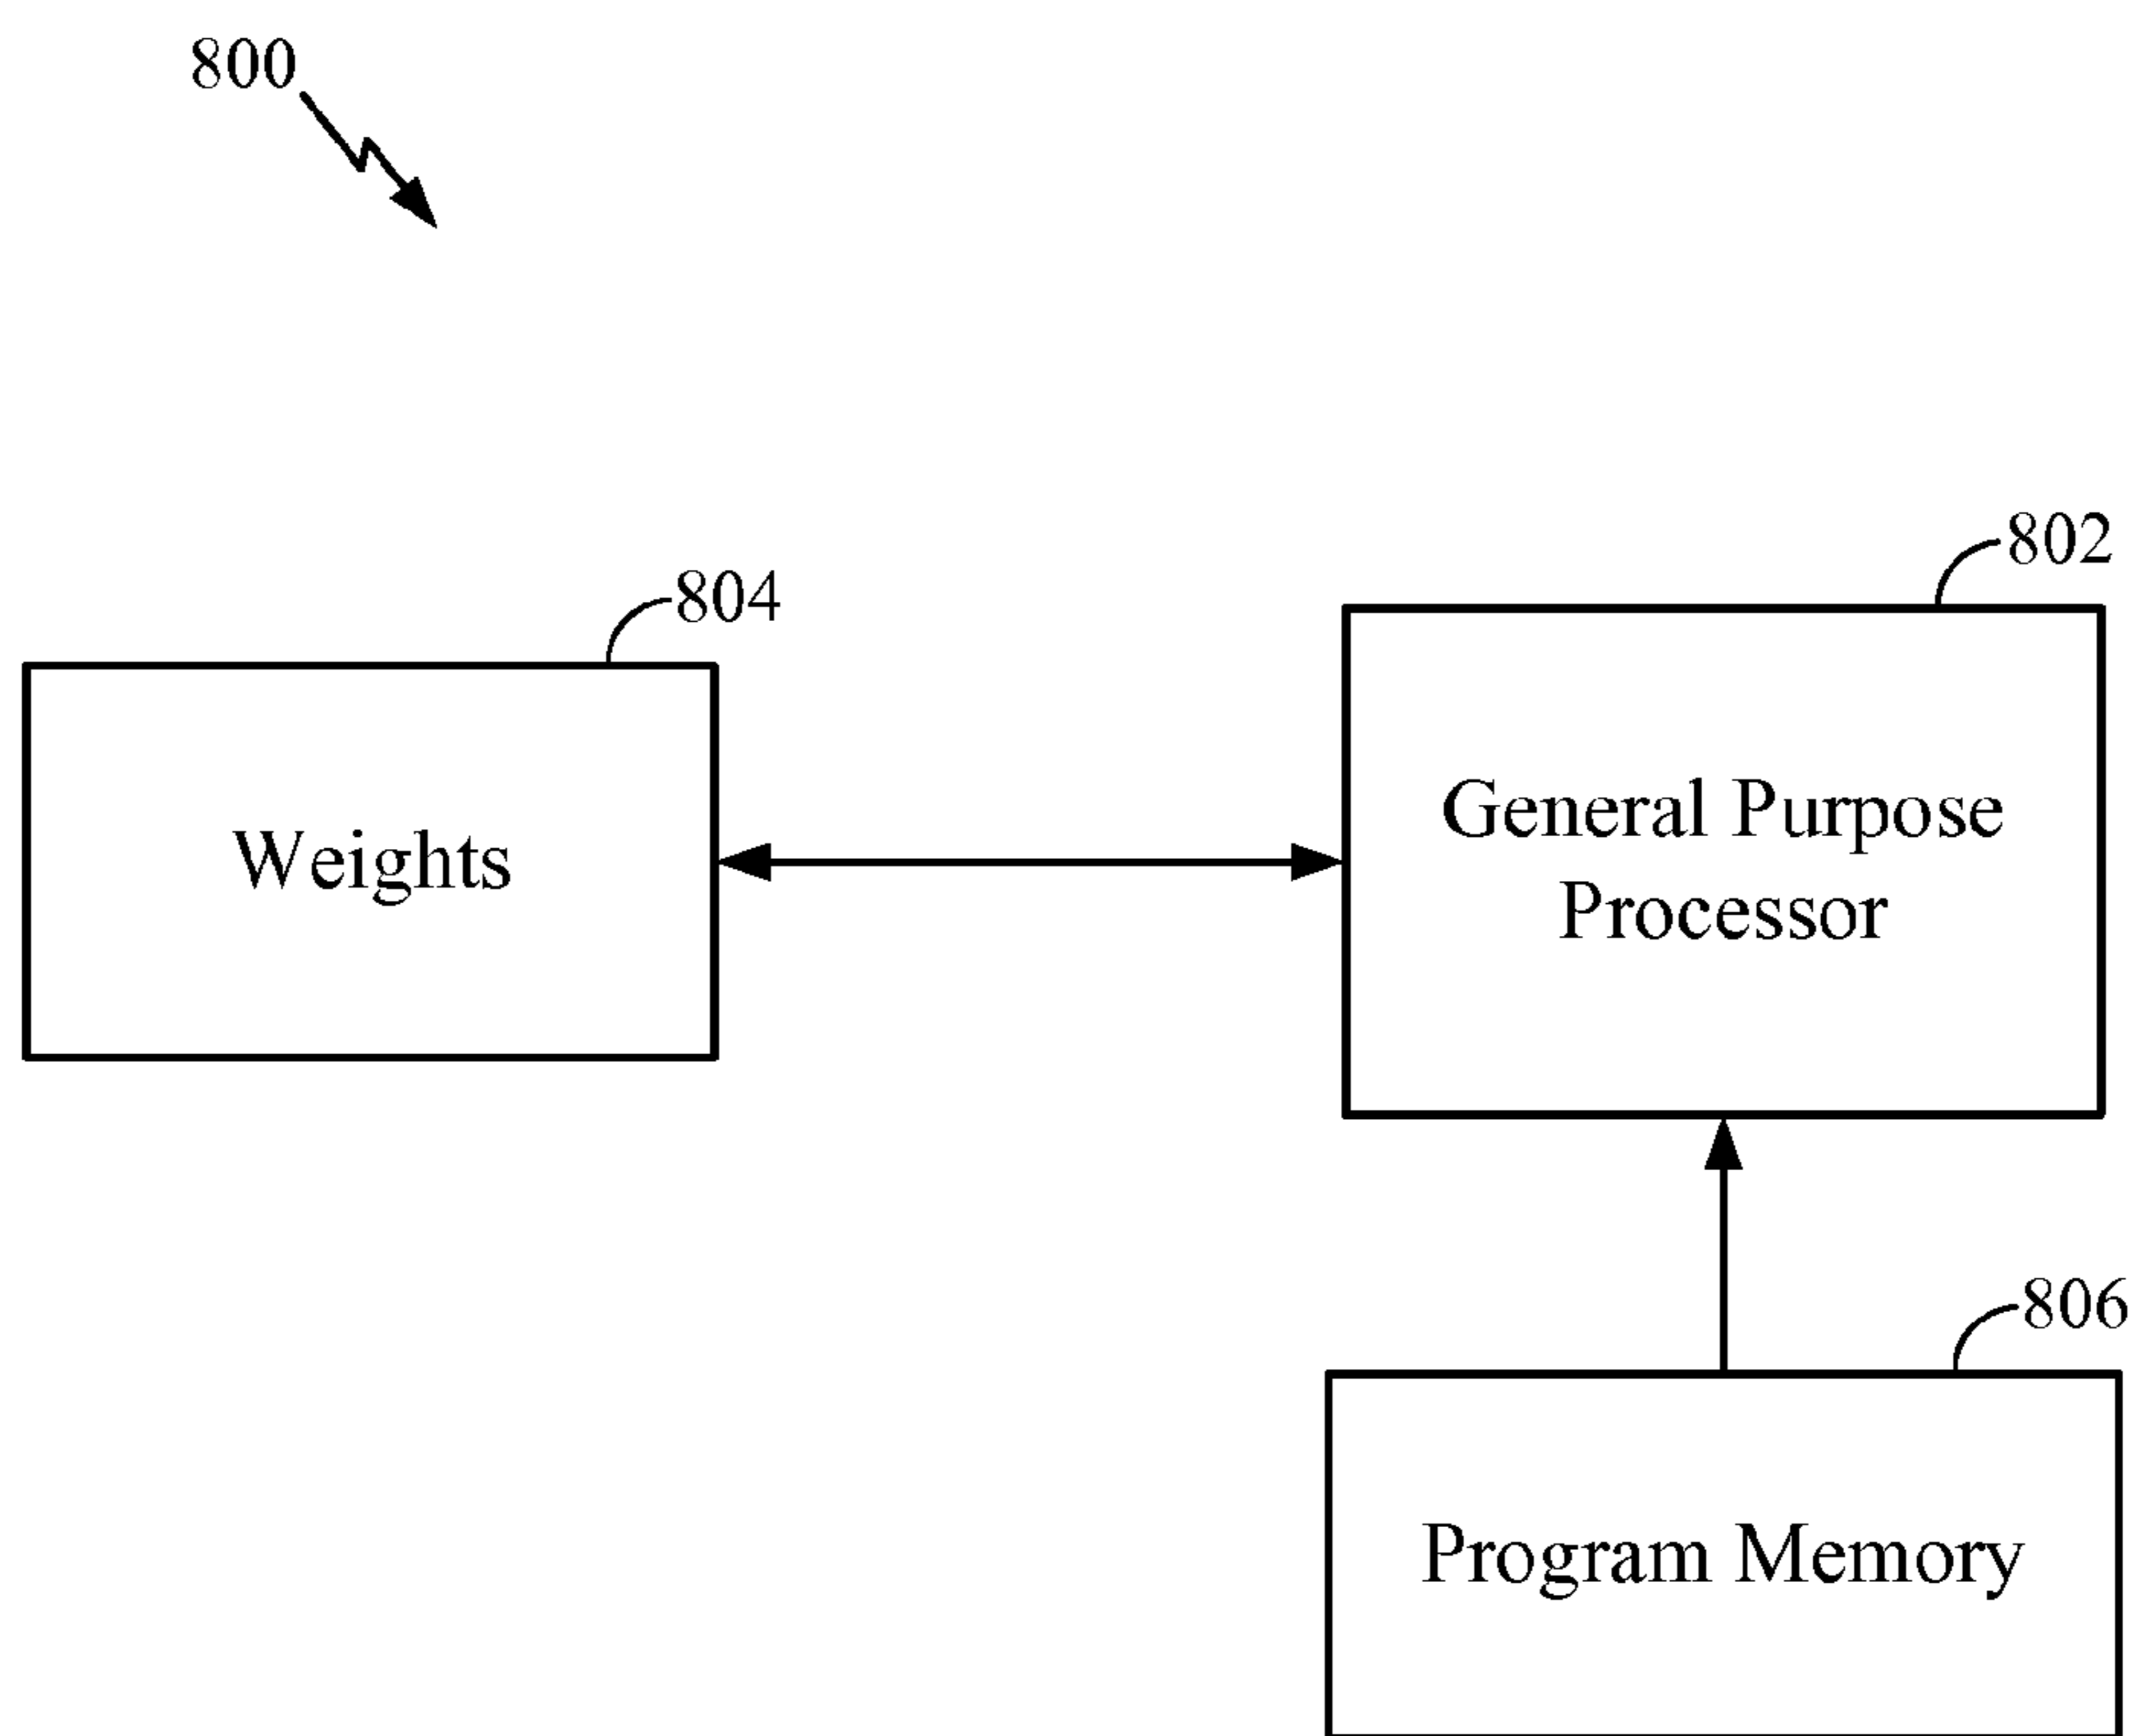 800
802
804
General Purpose
Processor
Weights
806
Program Memory